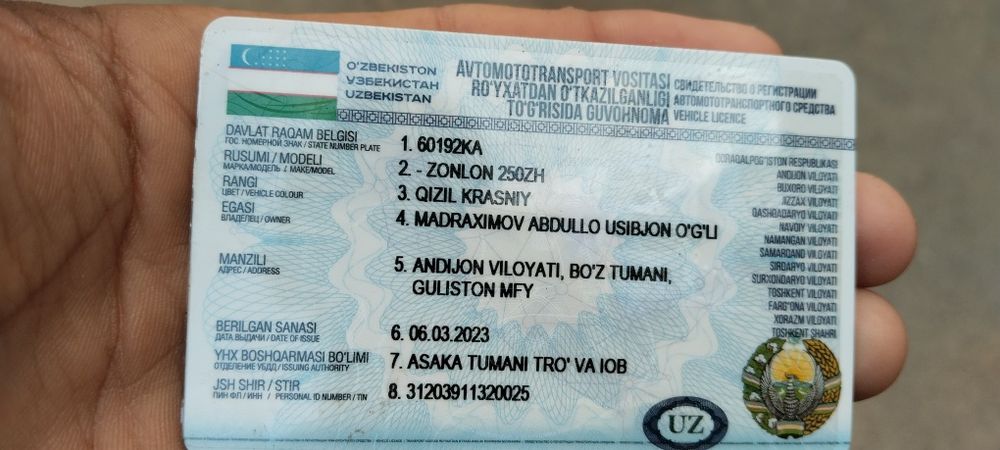 O'ZBEKISTON
УЗБЕКИСТАН
UZBEKISTAN
AVTOMOTOTRANSPORT VOSITASI
RO'YXATDAN O'TKAZILGANLIGI
TO'G'RISIDA GUVOHNOMA
СВИДЕТЕЛЬСТВО О РЕГИСТРАЦИИ
АВТОМОТОТРАНСПОРТНОГО СРЕДСТВА
VEHICLE LICENCE
DAVLAT RAQAM BELGISI
ГОС. НОМЕРНОЙ ЗНАК / STATE NUMBER PLATE
1. 60192KA
RUSUMI / MODELI
МАРКА/МОДЕЛЬ / MAKE/MODEL
2. - ZONLON 250ZH
RANGI
ЦВЕТ / VEHICLE COLOUR
3. QIZIL KRASNIY
EGASI
ВЛАДЕЛЕЦ / OWNER
4. MADRAXIMOV ABDULLO USIBJON O'G'LI
MANZILI
АДРЕС / ADDRESS
5. ANDIJON VILOYATI, BO'Z TUMANI,
GULISTON MFY
BERILGAN SANASI
ДАТА ВЫДАЧИ / DATE OF ISSUE
6. 06.03.2023
YHX BOSHQARMASI BO'LIMI
ОТДЕЛЕНИЕ УБДД / ISSUING AUTHORITY
7. ASAKA TUMANI TRO' VA IOB
JSH SHIR / STIR
ПИН ФЛ / ИНН / PERSONAL ID NUMBER / TIN
8. 31203911320025
QORAQALPOG'ISTON RESPUBLIKASI
ANDIJON VILOYATI
BUXORO VILOYATI
JIZZAX VILOYATI
QASHQADARYO VILOYATI
NAVOIY VILOYATI
NAMANGAN VILOYATI
SAMARQAND VILOYATI
SIRDARYO VILOYATI
SURXONDARYO VILOYATI
TOSHKENT VILOYATI
FARG'ONA VILOYATI
XORAZM VILOYATI
TOSHKENT SHAHRI
UZ